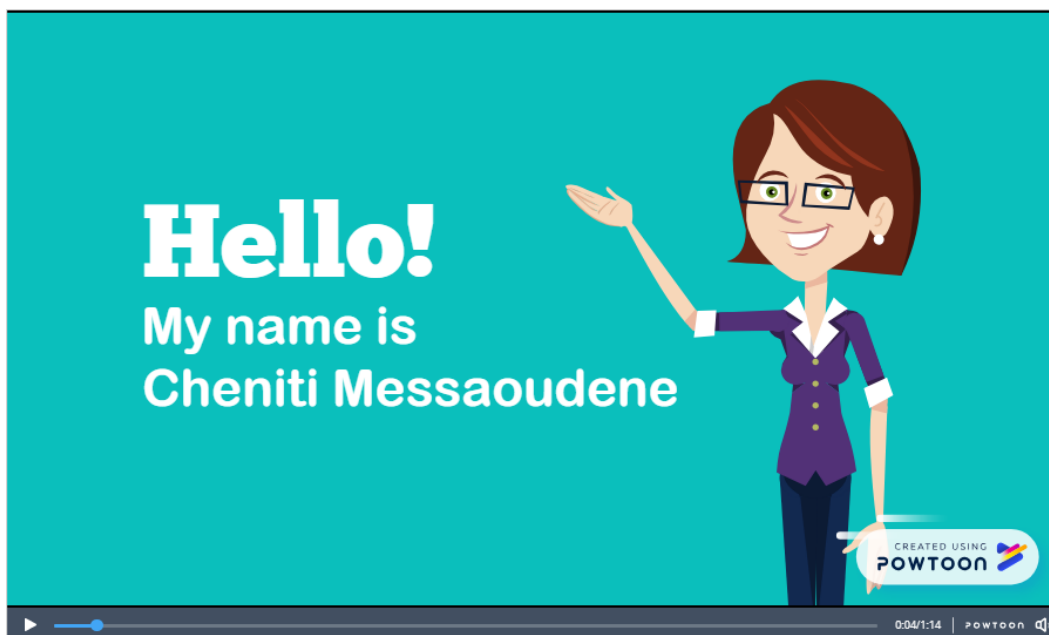 Hello!
My name is
Cheniti Messaoudene
CREATED USING
POWTOON
0:04/1:14 | POWTOON